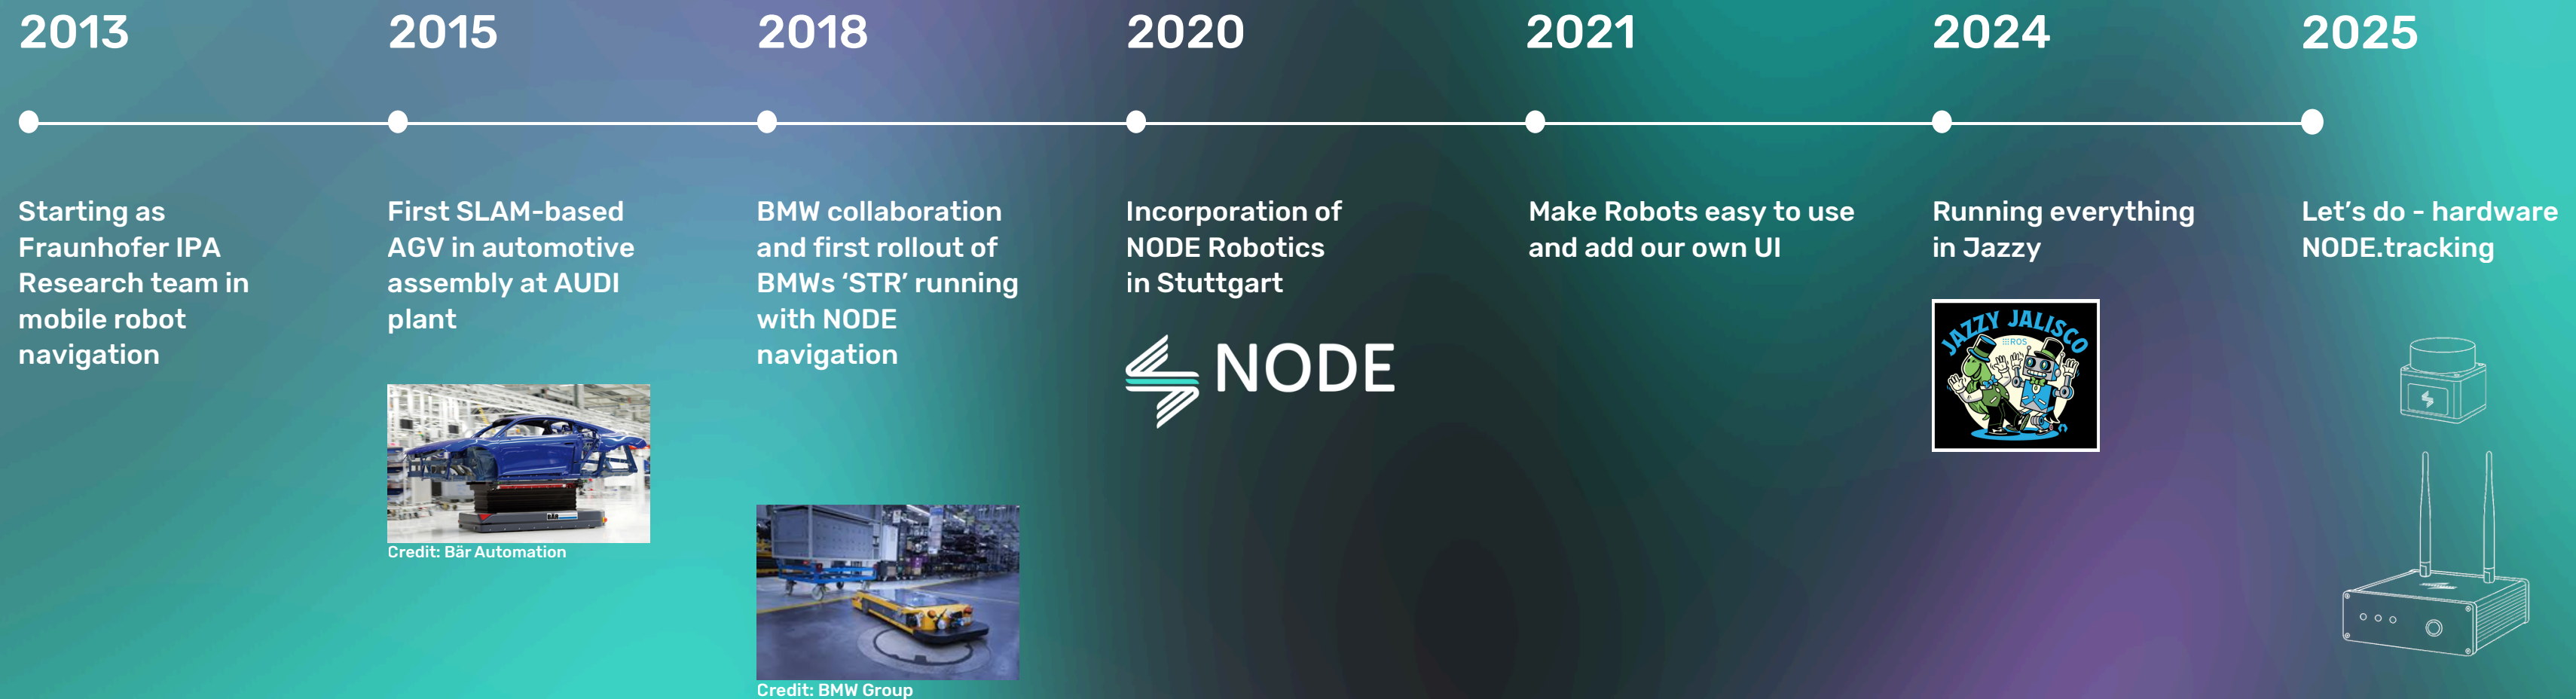 2013
2015
2018
2020
2021
2024
2025
Starting as
Fraunhofer IPA
Research team in
mobile robot
navigation
First SLAM-based
AGV in automotive
assembly at AUDI
plant
BÄR
Credit: Bär Automation
BMW collaboration
and first rollout of
BMWs ‘STR’ running
with NODE
navigation
Credit: BMW Group
Incorporation of
NODE Robotics
in Stuttgart
NODE
Make Robots easy to use
and add our own UI
Running everything
in Jazzy
JAZZY JALISCO
ROS
Let’s do - hardware
NODE.tracking